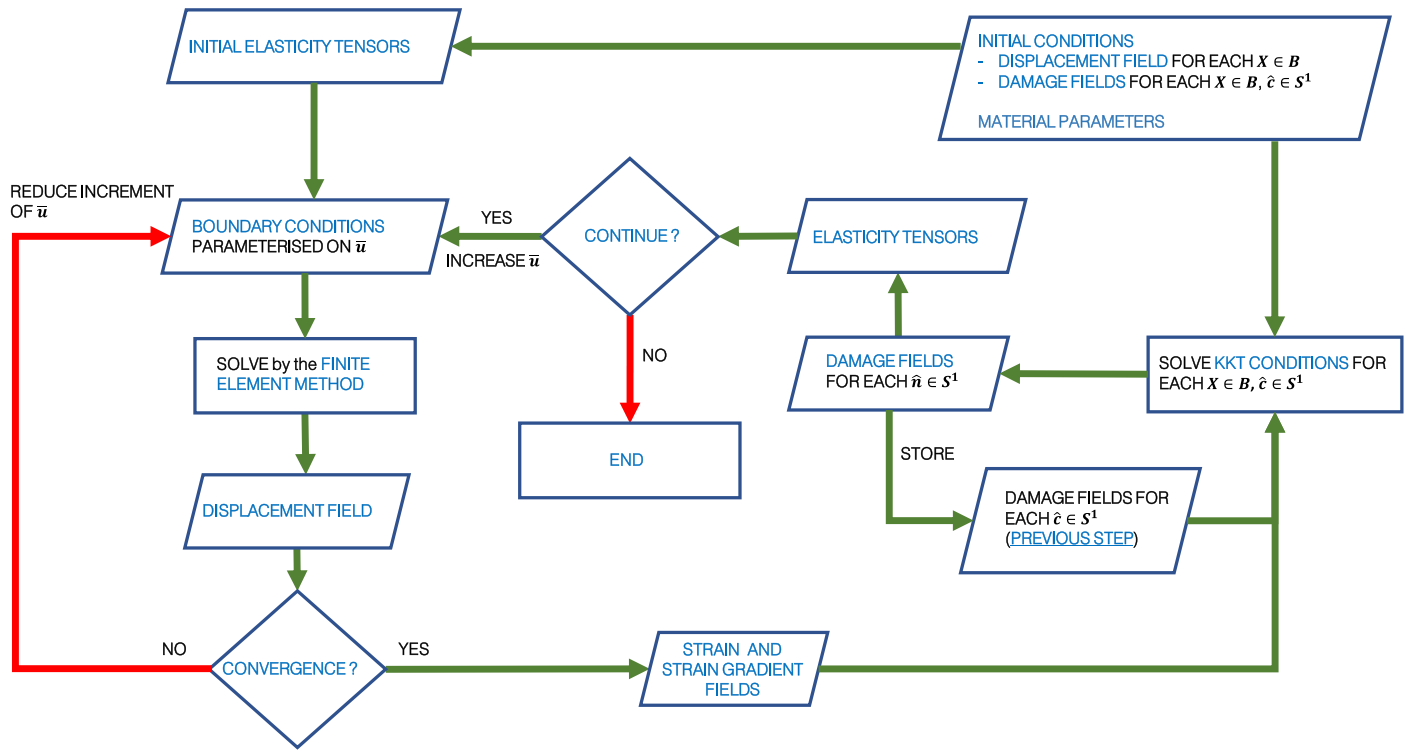 INITIAL ELASTICITY TENSORS
INITIAL CONDITIONS
- DISPLACEMENT FIELD FOR EACH X ∈ B
- DAMAGE FIELDS FOR EACH X ∈ B, ĉ ∈ S¹
MATERIAL PARAMETERS
REDUCE INCREMENT
OF ū
BOUNDARY CONDITIONS
PARAMETERISED ON ū
YES
INCREASE ū
CONTINUE ?
ELASTICITY TENSORS
NO
SOLVE by the FINITE
ELEMENT METHOD
DAMAGE FIELDS
FOR EACH n̂ ∈ S¹
SOLVE KKT CONDITIONS FOR
EACH X ∈ B, ĉ ∈ S¹
END
STORE
DISPLACEMENT FIELD
DAMAGE FIELDS FOR
EACH ĉ ∈ S¹
(PREVIOUS STEP)
NO
CONVERGENCE ?
YES
STRAIN AND
STRAIN GRADIENT
FIELDS